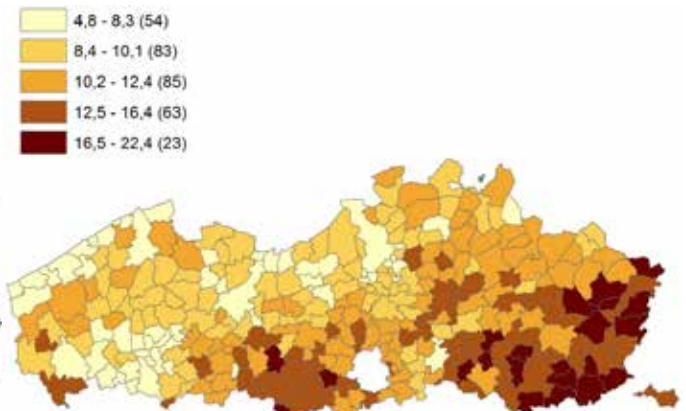 4,8 - 8,3 (54)
8,4 - 10,1 (83)
10,2 - 12,4 (85)
12,5 - 16,4 (63)
16,5 - 22,4 (23)